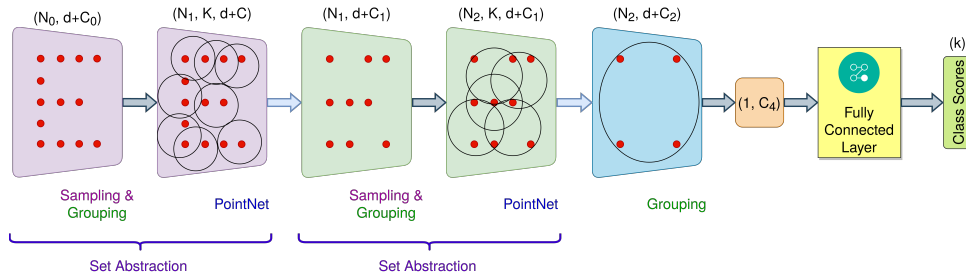 (N₀, d+C₀)
(N₁, K, d+C)
(N₁, d+C₁)
(N₂, K, d+C₁)
(N₂, d+C₂)
(k)
(1, C₄)
Fully
Connected
Layer
Class Scores
Sampling &
Grouping
PointNet
Sampling &
Grouping
PointNet
Grouping
Set Abstraction
Set Abstraction